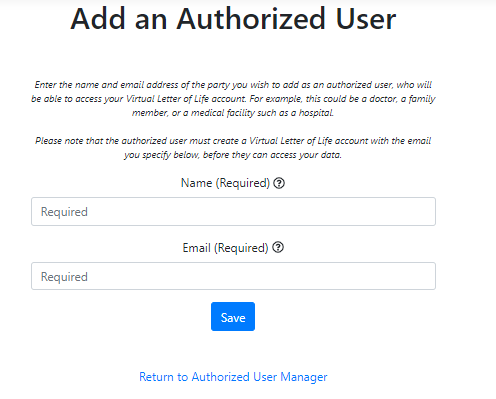 Add an Authorized User
Enter the name and email address of the party you wish to add as an authorized user, who will
be able to access your Virtual Letter of Life account. For example, this could be a doctor, a family
member, or a medical facility such as a hospital.
Please note that the authorized user must create a Virtual Letter of Life account with the email
you specify below, before they can access your data.
Name (Required) ?
Required
Email (Required) ?
Required
Save
Return to Authorized User Manager